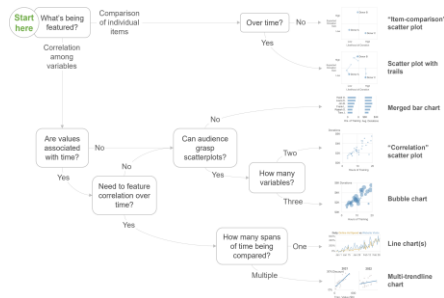 Start
here
What's being
featured?
Comparison of
individual
items
Over time?
No
"Item-comparison"
scatter plot
Yes
Scatter plot with
trails
Correlation
among
variables
No
Merged bar chart
Are values
associated
with time?
No
Can audience
grasp
scatterplots?
Two
"Correlation"
scatter plot
No
Yes
How many
variables?
Yes
Need to feature
correlation over
time?
Three
Bubble chart
Yes
How many spans
of time being
compared?
One
Line chart(s)
Multiple
Multi-trendline
chart